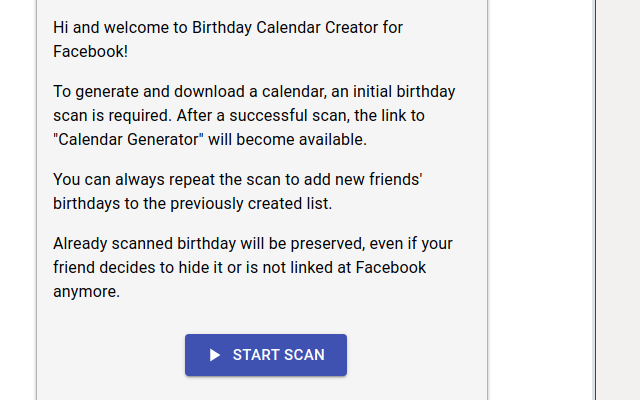 Hi and welcome to Birthday Calendar Creator for
Facebook!
To generate and download a calendar, an initial birthday
scan is required. After a successful scan, the link to
"Calendar Generator" will become available.
You can always repeat the scan to add new friends'
birthdays to the previously created list.
Already scanned birthday will be preserved, even if your
friend decides to hide it or is not linked at Facebook
anymore.
START SCAN